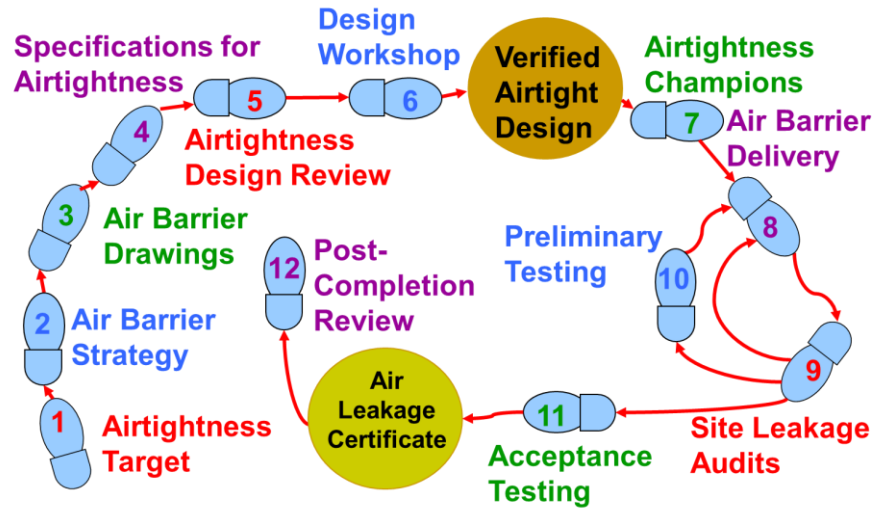 1
Airtightness
Target
2
Air Barrier
Strategy
3
Air Barrier
Drawings
4
Specifications for
Airtightness
5
Airtightness
Design Review
6
Design
Workshop
Verified
Airtight
Design
7
Airtightness
Champions
8
Air Barrier
Delivery
9
Site Leakage
Audits
10
Preliminary
Testing
11
Acceptance
Testing
Air
Leakage
Certificate
12
Post-
Completion
Review